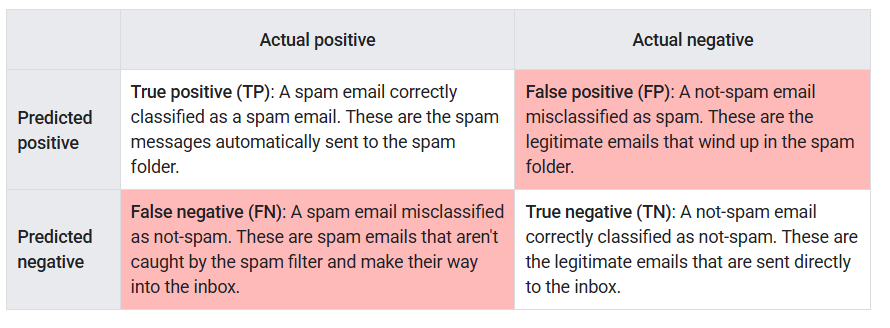 Actual positive
Actual negative
Predicted
positive
True positive (TP): A spam email correctly
classified as a spam email. These are the spam
messages automatically sent to the spam
folder.
False positive (FP): A not-spam email
misclassified as spam. These are the
legitimate emails that wind up in the spam
folder.
Predicted
negative
False negative (FN): A spam email misclassified
as not-spam. These are spam emails that aren't
caught by the spam filter and make their way
into the inbox.
True negative (TN): A not-spam email
correctly classified as not-spam. These are
the legitimate emails that are sent directly
to the inbox.